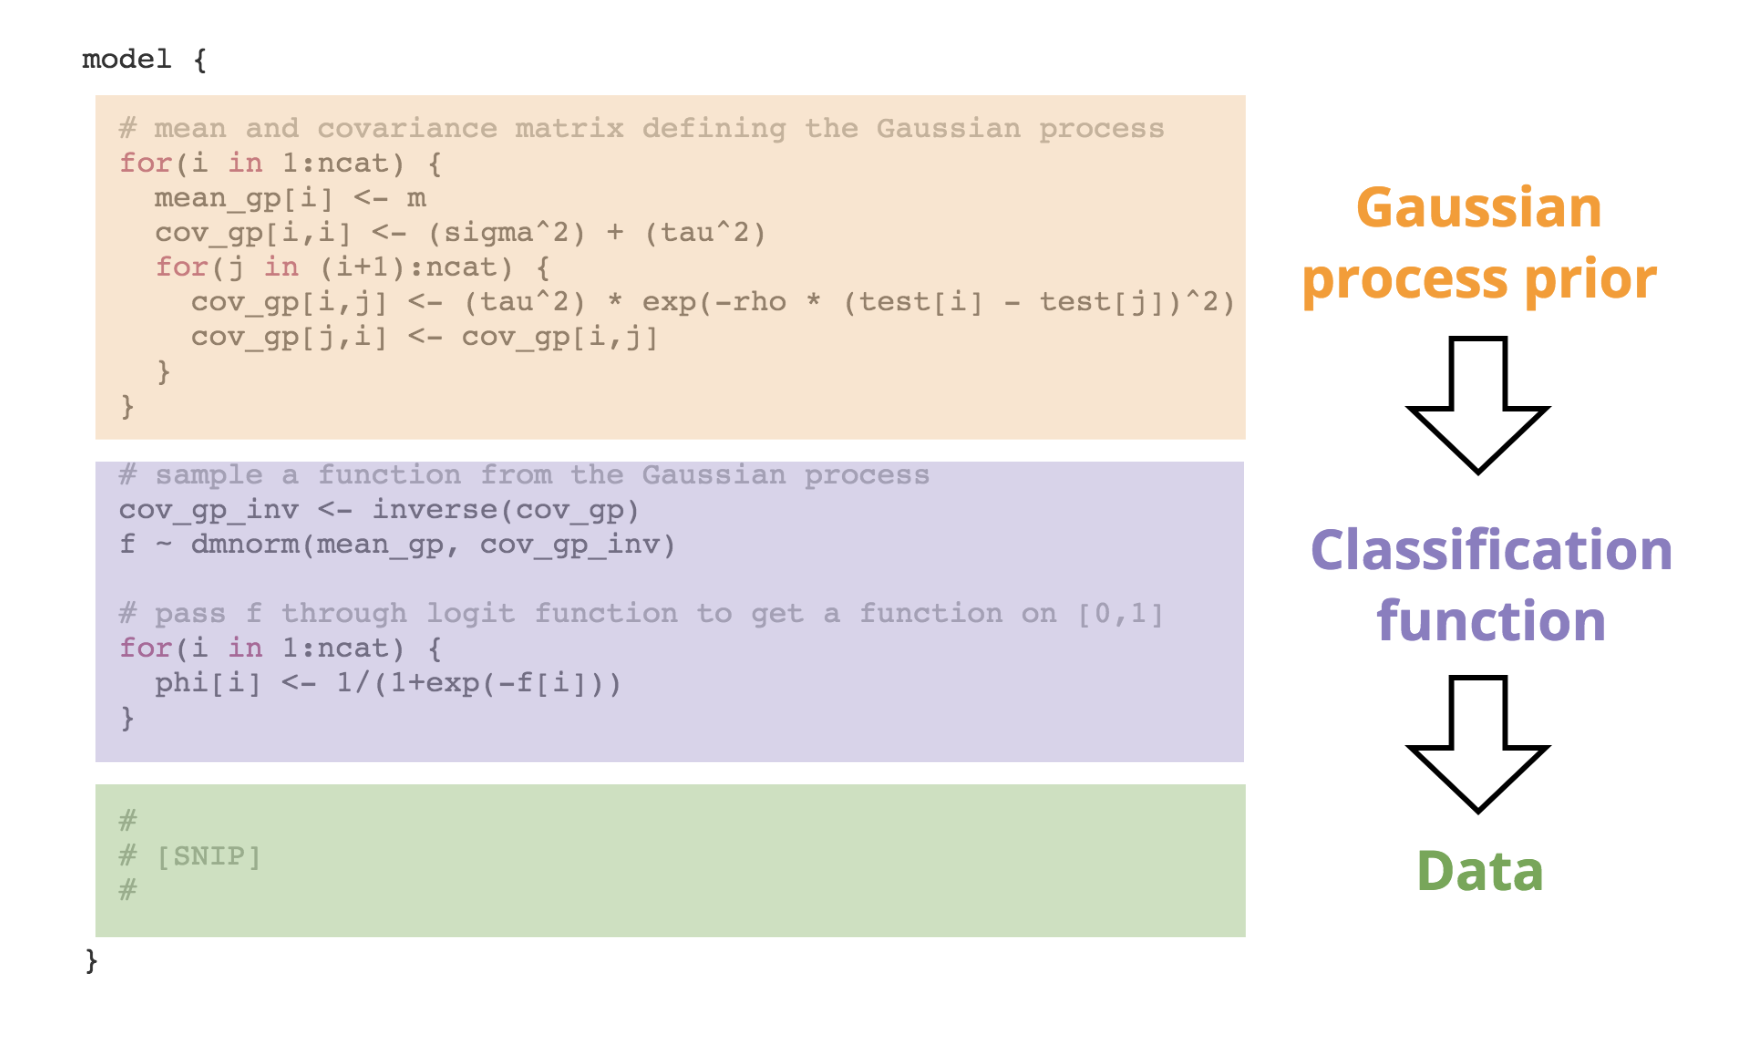 model {
# mean and covariance matrix defining the Gaussian process
for(i in 1:ncat) {
mean_gp[i] <- m
cov_gp[i,i] <- (sigma^2) + (tau^2)
for(j in (i+1):ncat) {
cov_gp[i,j] <- (tau^2) * exp(-rho * (test[i] - test[j])^2)
cov_gp[j,i] <- cov_gp[i,j]
}
}
# sample a function from the Gaussian process
cov_gp_inv <- inverse(cov_gp)
f ~ dmnorm(mean_gp, cov_gp_inv)
# pass f through logit function to get a function on [0,1]
for(i in 1:ncat) {
phi[i] <- 1/(1+exp(-f[i]))
}
#
# [SNIP]
#
}
Gaussian
process prior
Classification
function
Data